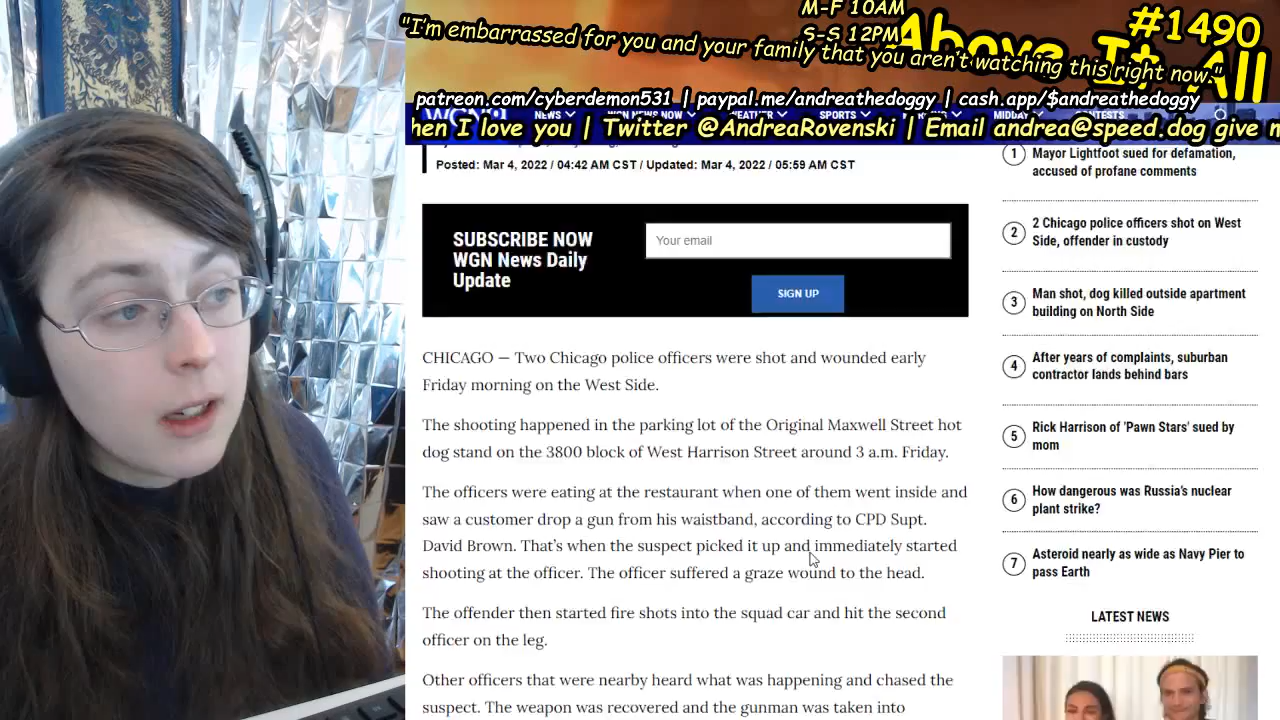 M-F 10AM
S-S 12PM
Above It All
#1490
"I'm embarrassed for you and your family that you aren't watching this right now."
patreon.com/cyberdemon531 | paypal.me/andreathedoggy | cash.app/$andreathedoggy
hen I love you | Twitter @AndreaRovenski | Email andrea@speed.dog give m
Posted: Mar 4, 2022 / 04:42 AM CST / Updated: Mar 4, 2022 / 05:59 AM CST
SUBSCRIBE NOW
WGN News Daily
Update
Your email
SIGN UP
CHICAGO — Two Chicago police officers were shot and wounded early
Friday morning on the West Side.
The shooting happened in the parking lot of the Original Maxwell Street hot
dog stand on the 3800 block of West Harrison Street around 3 a.m. Friday.
The officers were eating at the restaurant when one of them went inside and
saw a customer drop a gun from his waistband, according to CPD Supt.
David Brown. That's when the suspect picked it up and immediately started
shooting at the officer. The officer suffered a graze wound to the head.
The offender then started fire shots into the squad car and hit the second
officer on the leg.
Other officers that were nearby heard what was happening and chased the
suspect. The weapon was recovered and the gunman was taken into
1 Mayor Lightfoot sued for defamation,
accused of profane comments
2 2 Chicago police officers shot on West
Side, offender in custody
3 Man shot, dog killed outside apartment
building on North Side
4 After years of complaints, suburban
contractor lands behind bars
5 Rick Harrison of 'Pawn Stars' sued by
mom
6 How dangerous was Russia's nuclear
plant strike?
7 Asteroid nearly as wide as Navy Pier to
pass Earth
LATEST NEWS